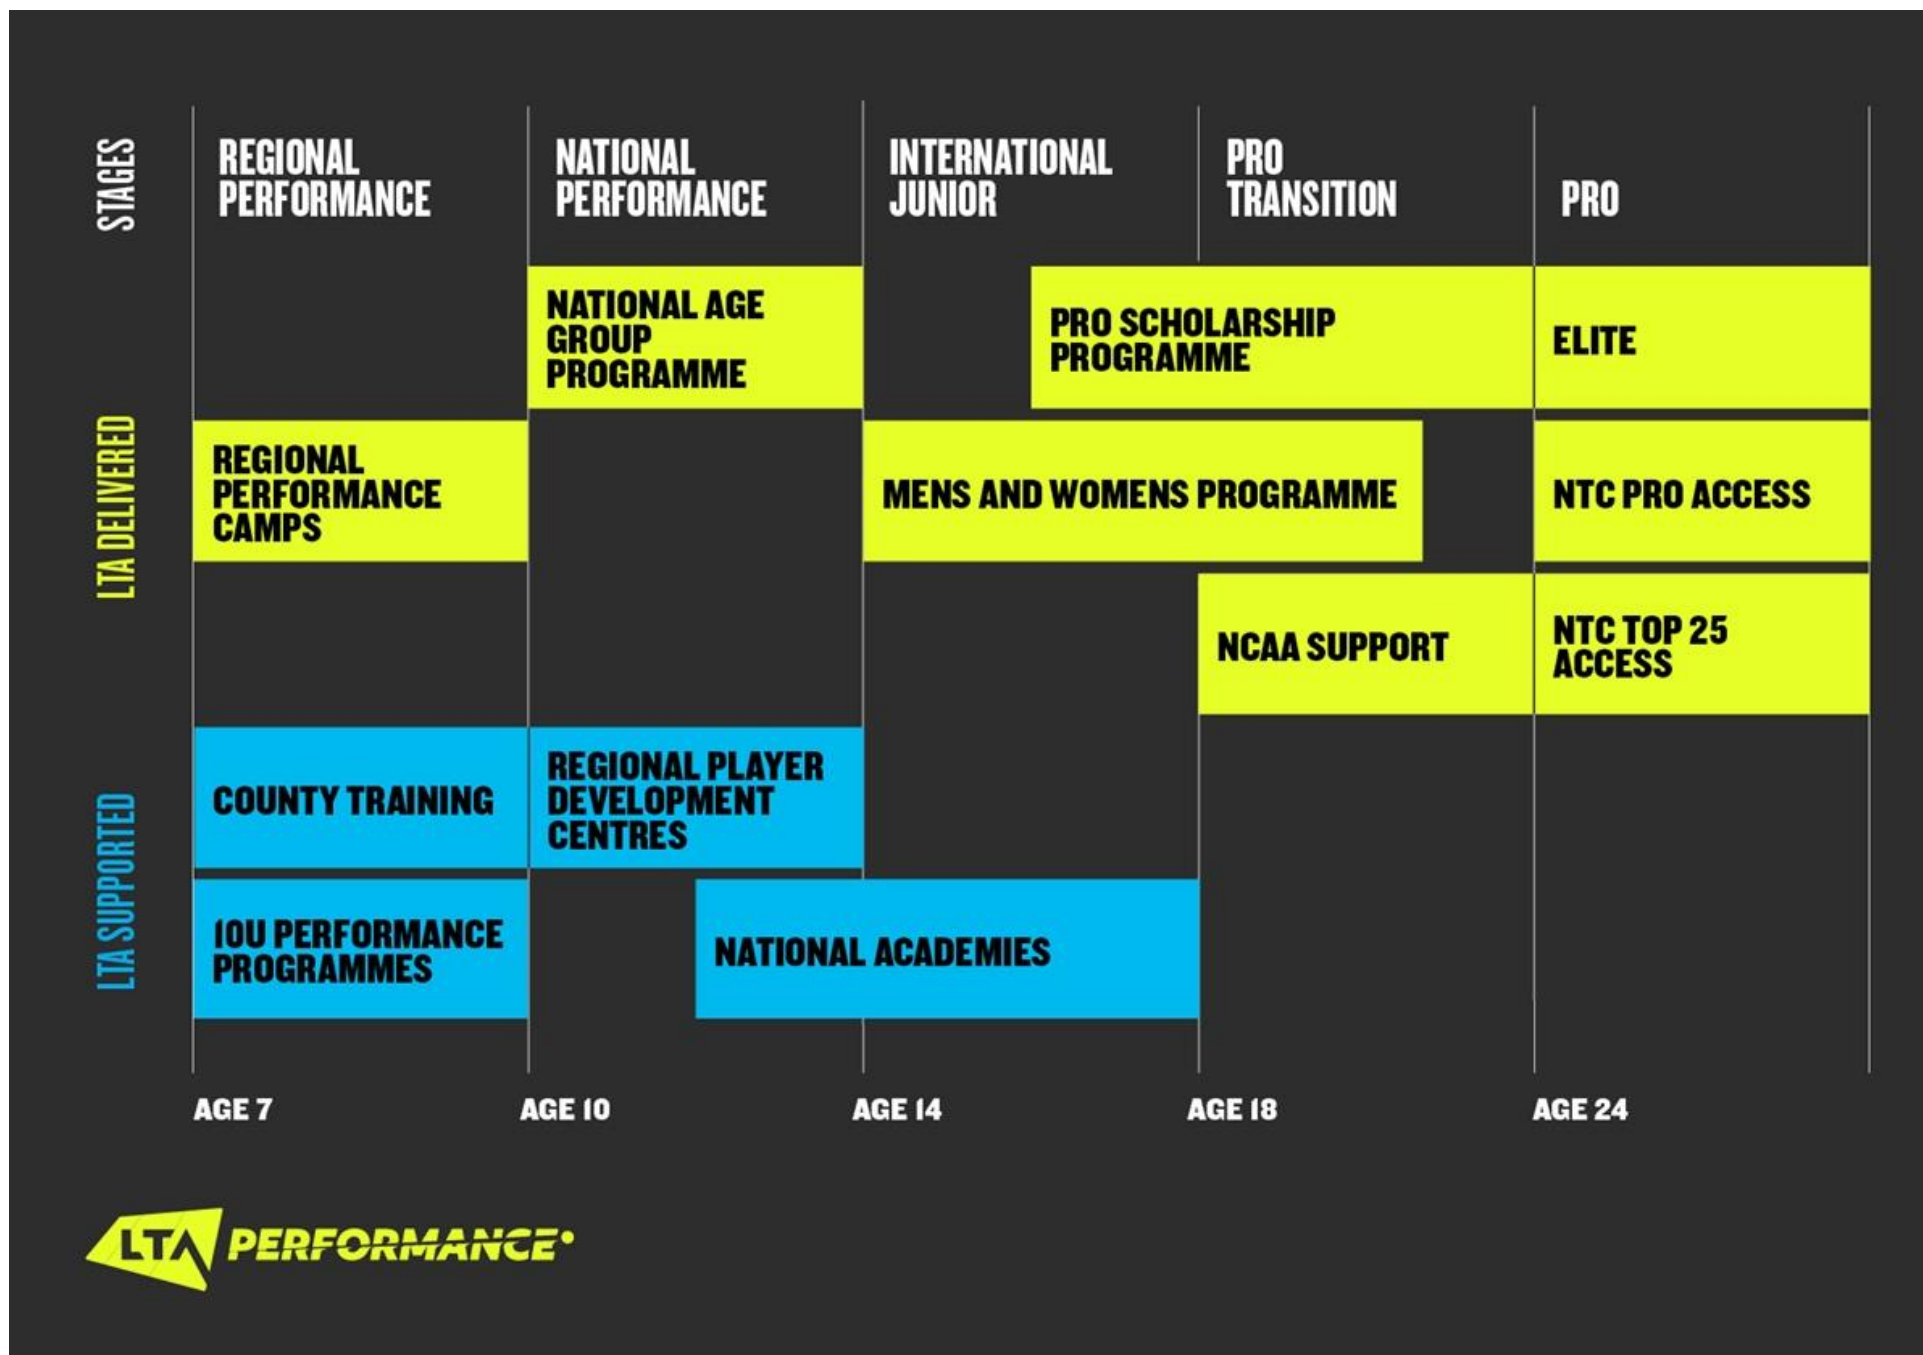 STAGES
REGIONAL
PERFORMANCE
NATIONAL
PERFORMANCE
INTERNATIONAL
JUNIOR
PRO
TRANSITION
PRO
LTA DELIVERED
NATIONAL AGE
GROUP
PROGRAMME
PRO SCHOLARSHIP
PROGRAMME
ELITE
REGIONAL
PERFORMANCE
CAMPS
MENS AND WOMENS PROGRAMME
NTC PRO ACCESS
NCAA SUPPORT
NTC TOP 25
ACCESS
LTA SUPPORTED
COUNTY TRAINING
REGIONAL PLAYER
DEVELOPMENT
CENTRES
10U PERFORMANCE
PROGRAMMES
NATIONAL ACADEMIES
AGE 7
AGE 10
AGE 14
AGE 18
AGE 24
LTA PERFORMANCE